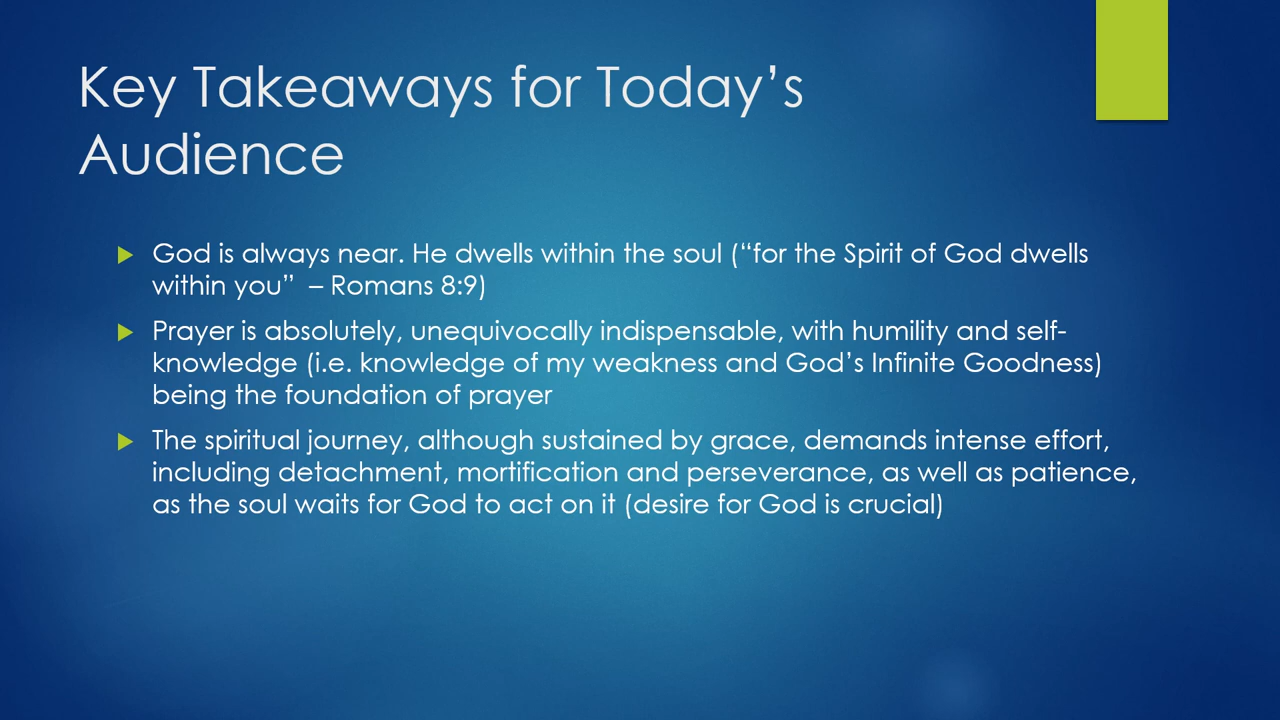 Key Takeaways for Today’s
Audience
God is always near. He dwells within the soul (“for the Spirit of God dwells
within you”  – Romans 8:9)
Prayer is absolutely, unequivocally indispensable, with humility and self-
knowledge (i.e. knowledge of my weakness and God’s Infinite Goodness)
being the foundation of prayer
The spiritual journey, although sustained by grace, demands intense effort,
including detachment, mortification and perseverance, as well as patience,
as the soul waits for God to act on it (desire for God is crucial)